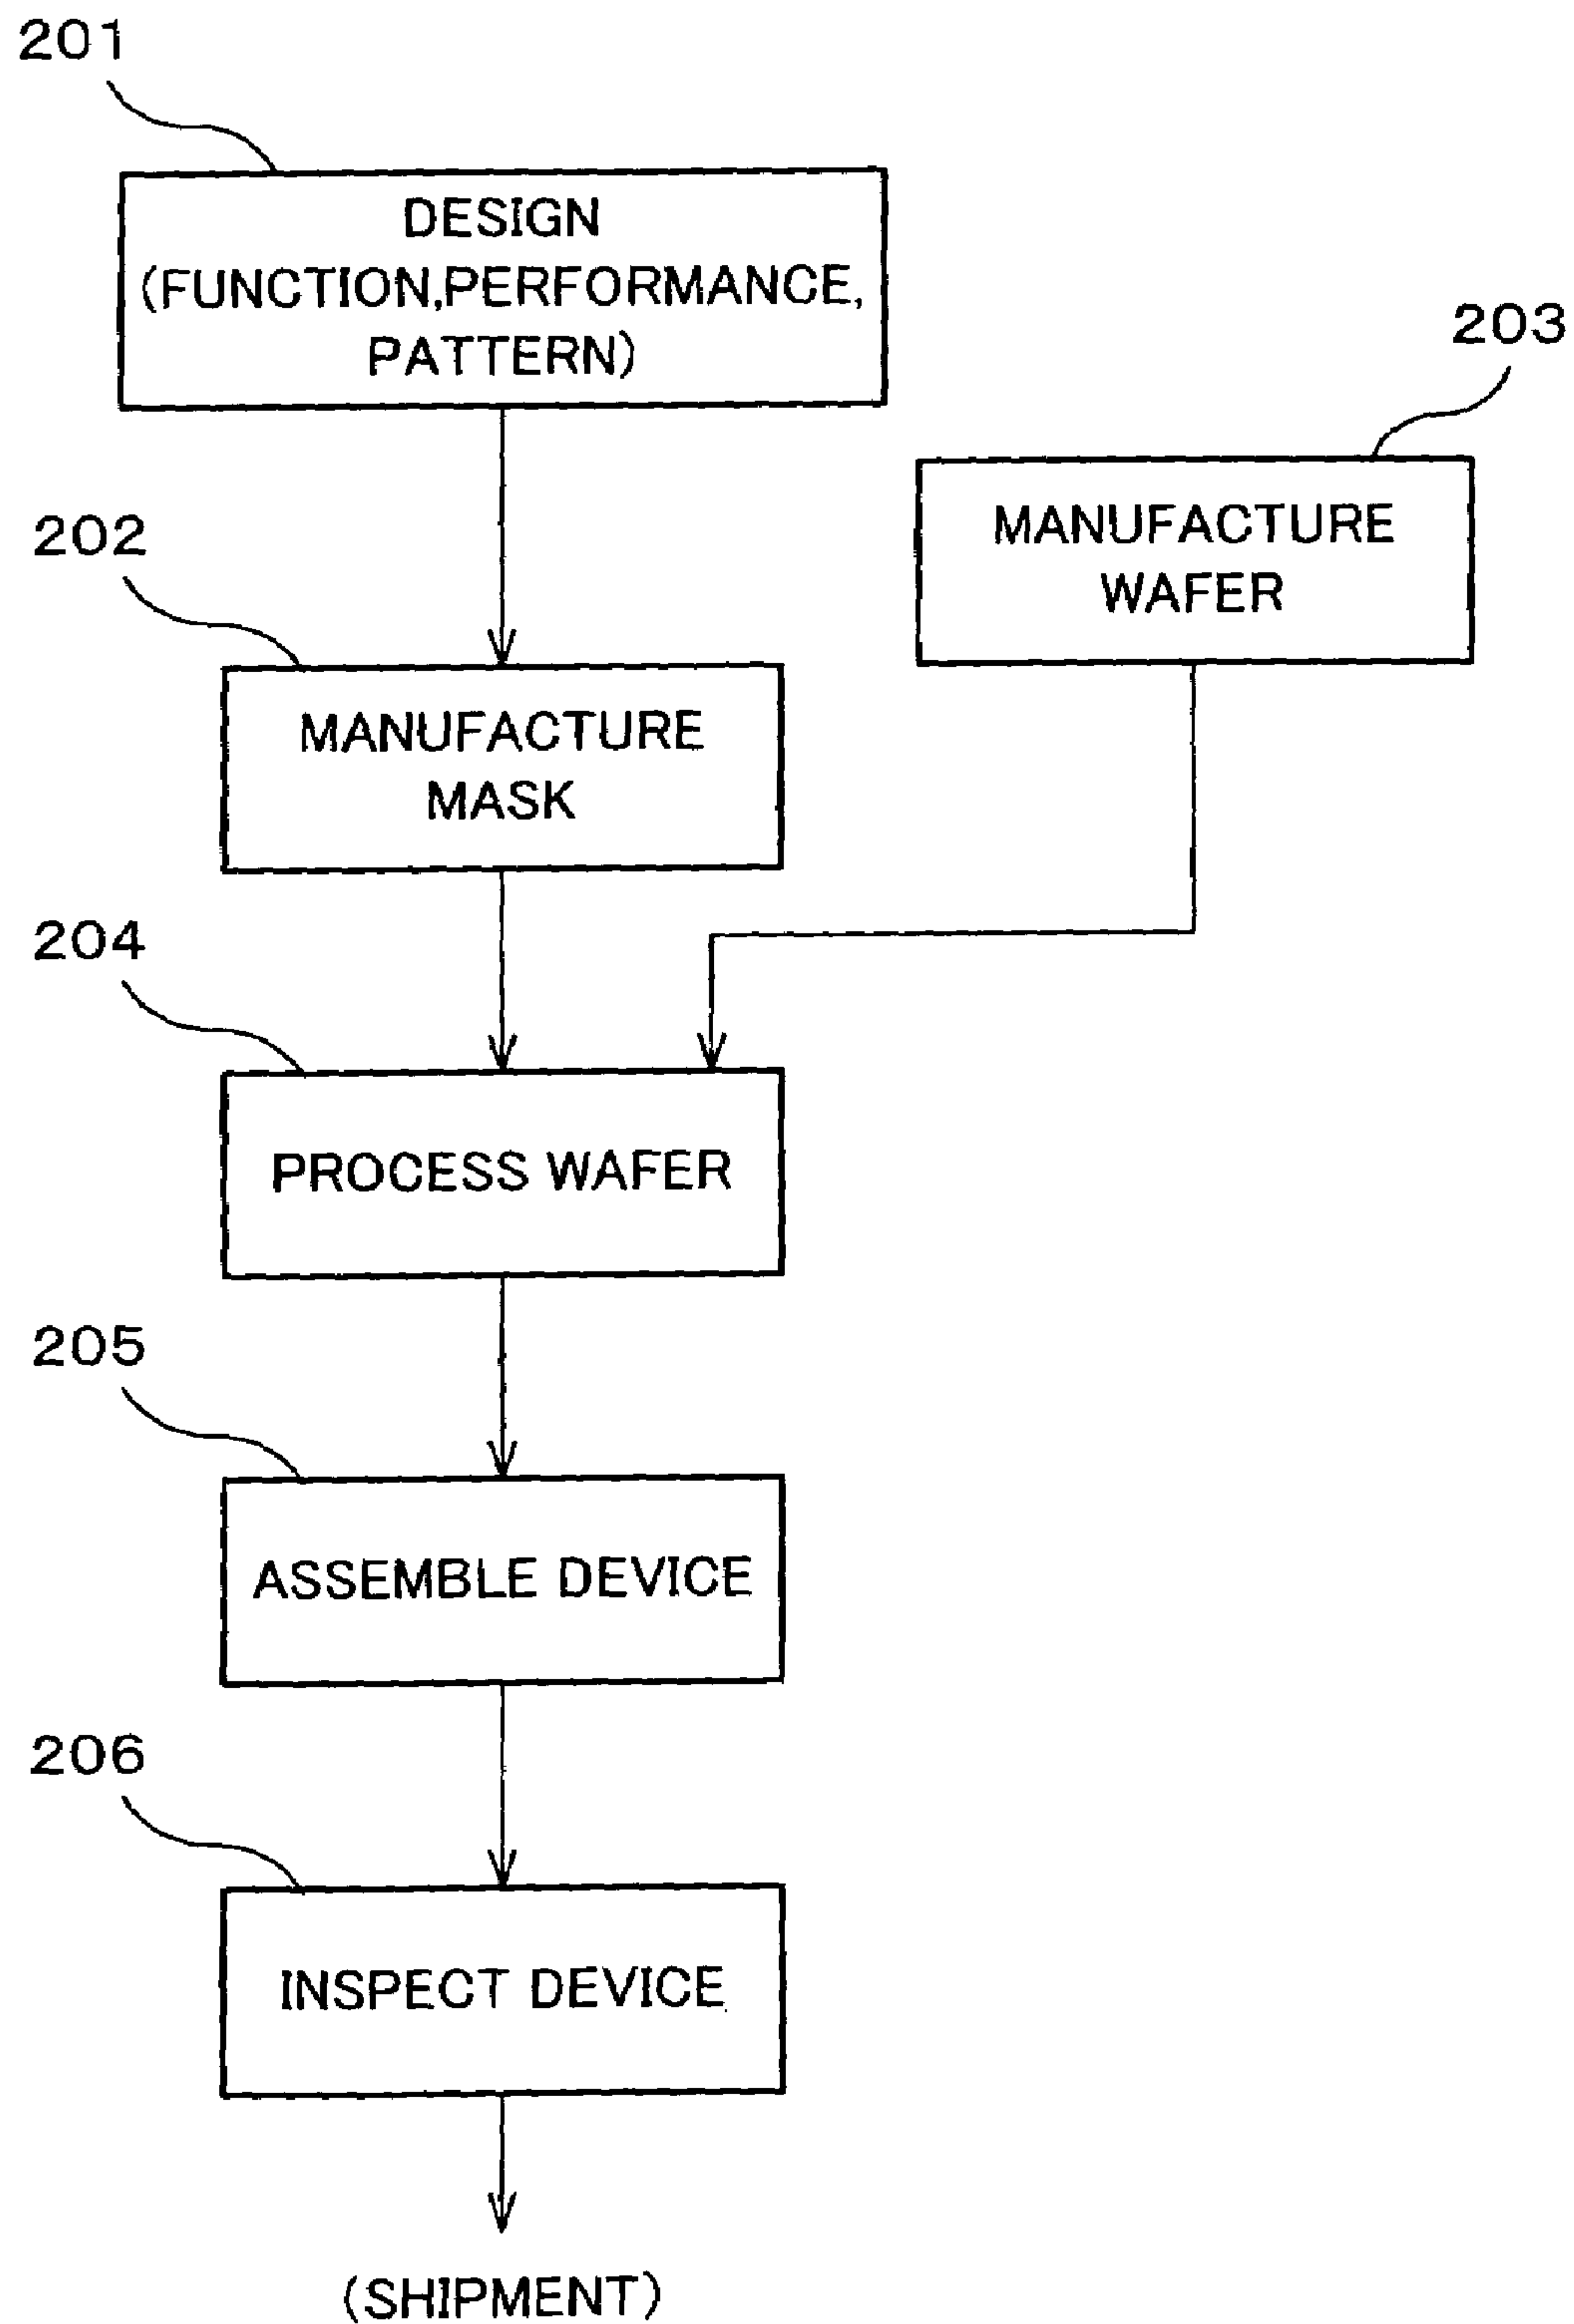 201
DESIGN
(FUNCTION,PERFORMANCE,
PATTERN)
203
MANUFACTURE
WAFER
202
MANUFACTURE
MASK
204
PROCESS WAFER
205
ASSEMBLE DEVICE
206
INSPECT DEVICE
(SHIPMENT)